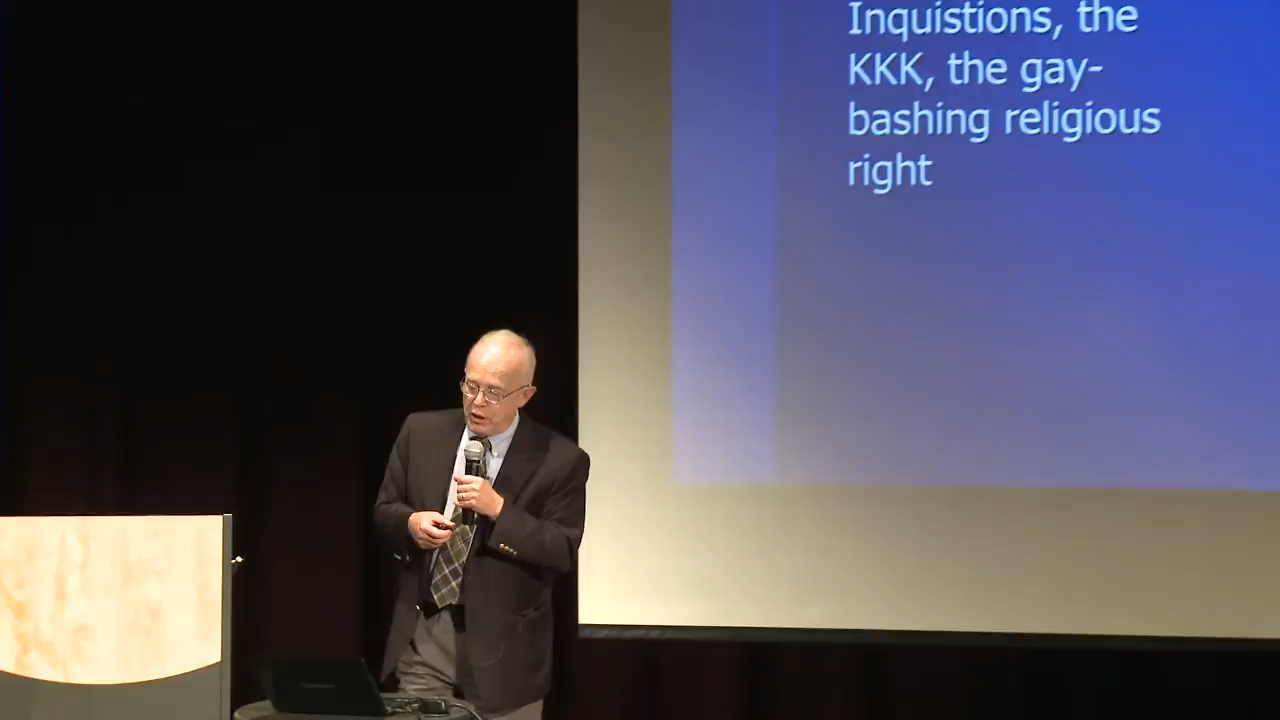 Inquistions, the
KKK, the gay-
bashing religious
right